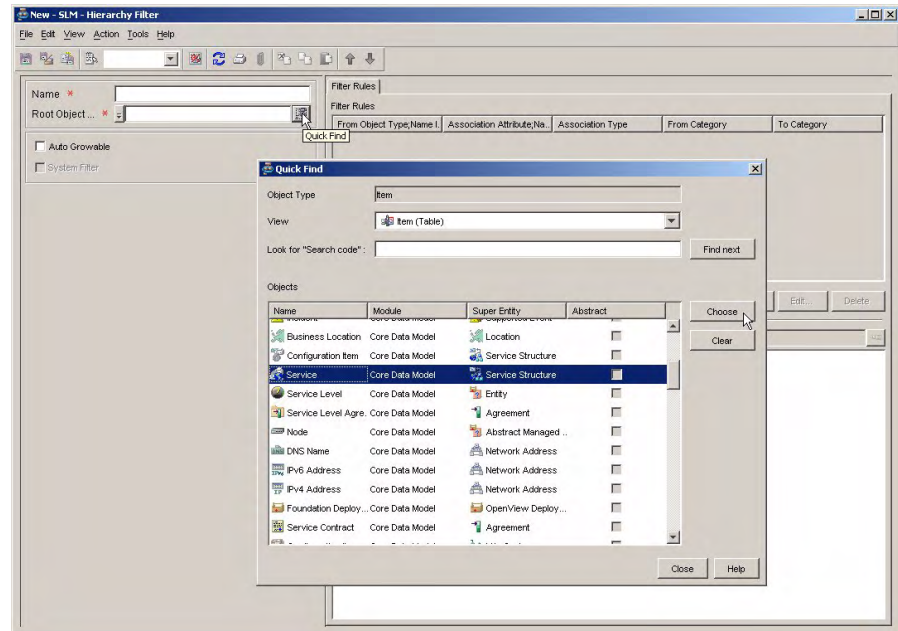 New - SLM - Hierarchy Filter
File Edit View Action Tools Help
Name *
Root Object ... *
Quick Find
Auto Growable
System Filter
Filter Rules
Filter Rules
From Object Type;Name I. Association Attribute;Na... Association Type From Category To Category
Edit... Delete
Quick Find
Object Type Item
View Item (Table)
Look for "Search code" : Find next
Objects
Name Module Super Entity Abstract
Choose
Clear
Incident Core Data Model Supported Event
Business Location Core Data Model Location
Configuration Item Core Data Model Service Structure
Service Core Data Model Service Structure
Service Level Core Data Model Entity
Service Level Agre... Core Data Model Agreement
Node Core Data Model Abstract Managed ...
DNS Name Core Data Model Network Address
IPv6 Address Core Data Model Network Address
IPv4 Address Core Data Model Network Address
Foundation Deploy... Core Data Model OpenView Deploy...
Service Contract Core Data Model Agreement
Close Help